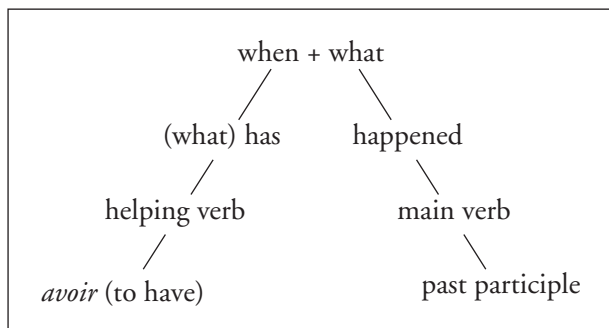 when + what
(what) has happened
helping verb main verb
avoir (to have) past participle